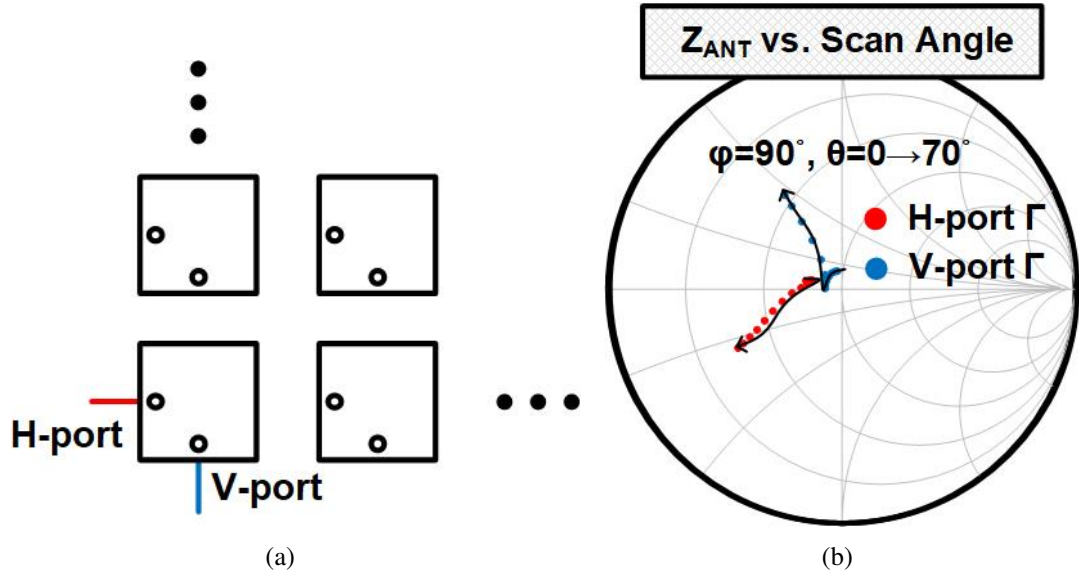 H-port
V-port
(a)
Z_ANT vs. Scan Angle
φ=90°, θ=0→70°
H-port Γ
V-port Γ
(b)